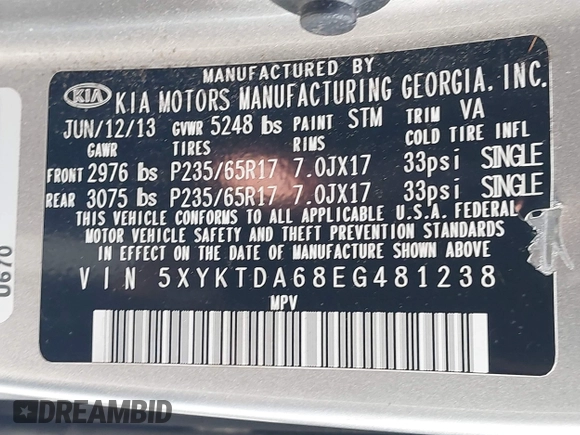 MANUFACTURED BY
KIA KIA MOTORS MANUFACTURING GEORGIA, INC.
JUN/12/13 GVWR 5248 lbs PAINT STM TRIM VA
GAWR TIRES RIMS COLD TIRE INFL
FRONT 2976 lbs P235/65R17 7.0JX17 33psi SINGLE
REAR 3075 lbs P235/65R17 7.0JX17 33psi SINGLE
THIS VEHICLE CONFORMS TO ALL APPLICABLE U.S.A. FEDERAL
MOTOR VEHICLE SAFETY AND THEFT PREVENTION STANDARDS
IN EFFECT ON THE DATE OF MANUFACTURE SHOWN ABOVE
VIN 5XYKTDA68EG481238
MPV
0670
DREAMBID